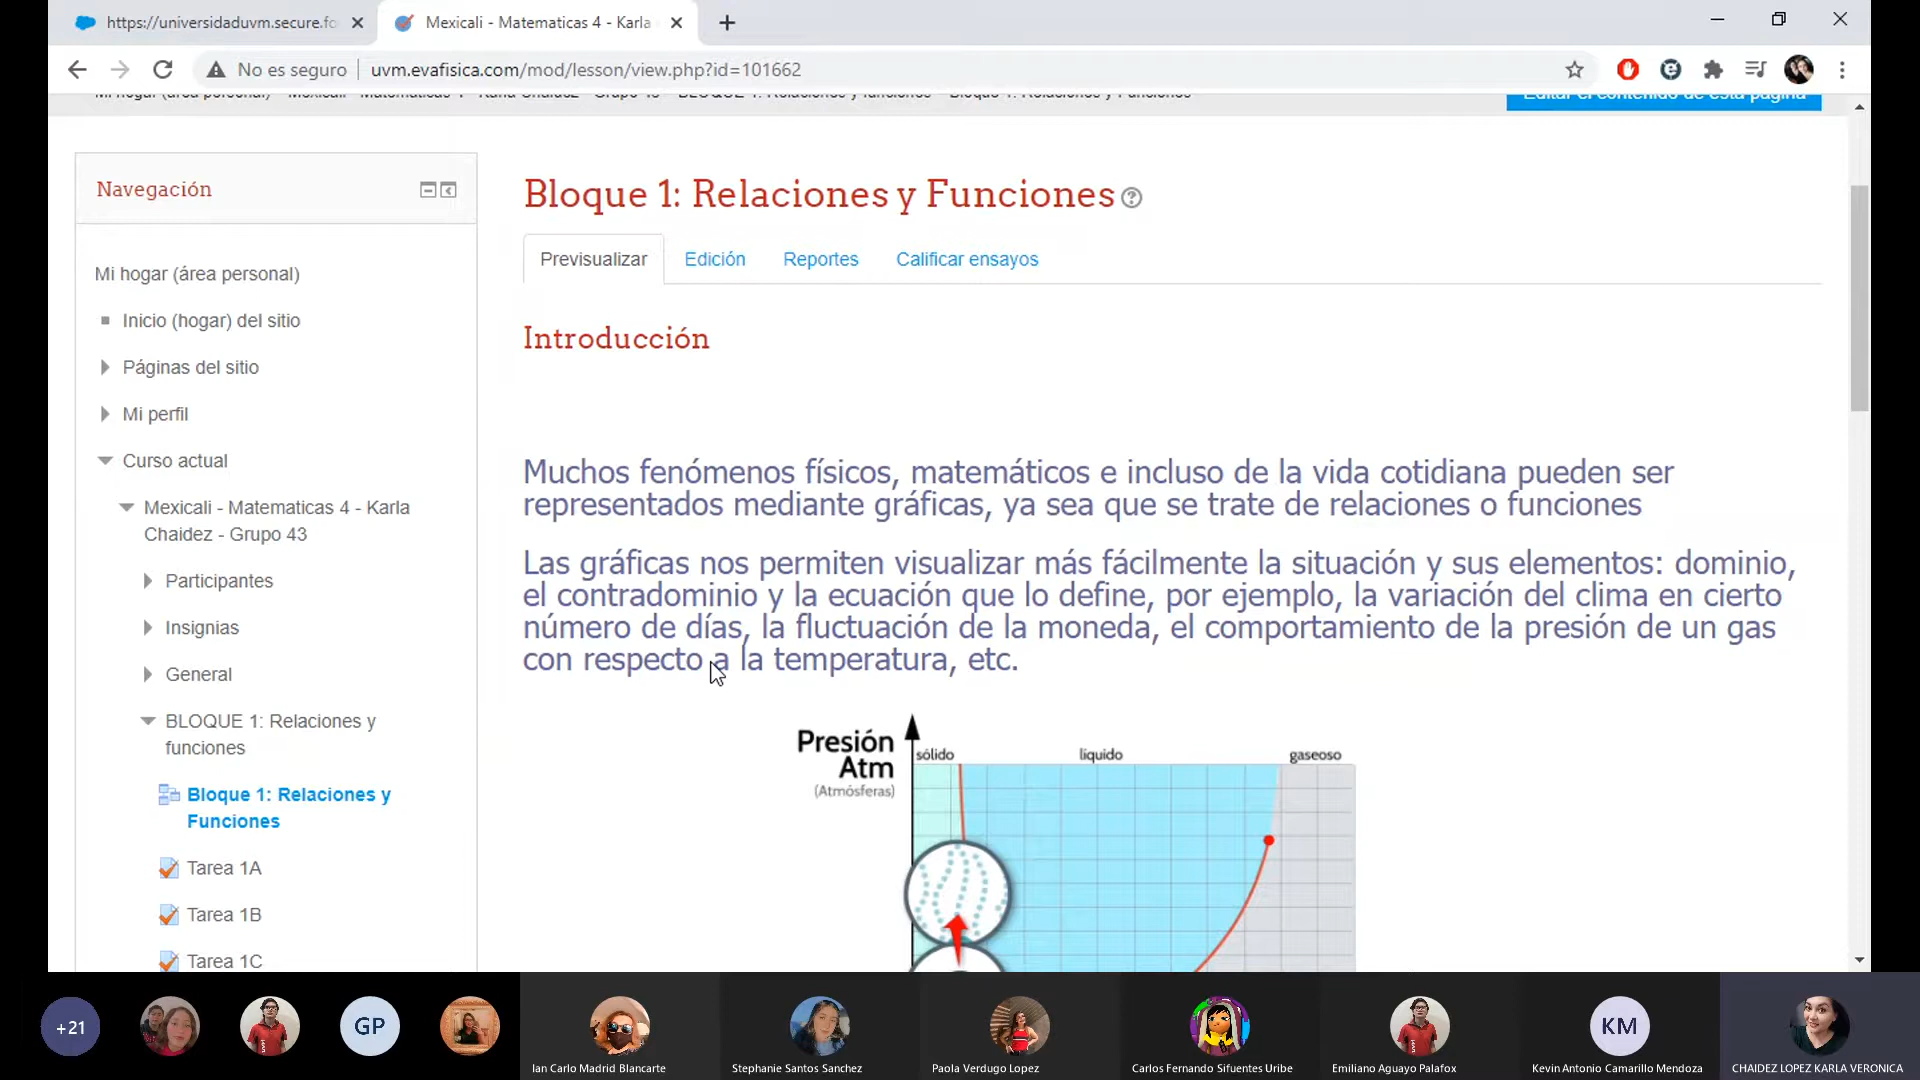 https://universidaduvm.secure.fo
Mexicali - Matematicas 4 - Karla
No es seguro
uvm.evafisica.com/mod/lesson/view.php?id=101662
Editar el contenido de esta página
Navegación
Mi hogar (área personal)
Inicio (hogar) del sitio
Páginas del sitio
Mi perfil
Curso actual
Mexicali - Matematicas 4 - Karla
Chaidez - Grupo 43
Participantes
Insignias
General
BLOQUE 1: Relaciones y
funciones
Bloque 1: Relaciones y
Funciones
Tarea 1A
Tarea 1B
Tarea 1C
Bloque 1: Relaciones y Funciones
Previsualizar
Edición
Reportes
Calificar ensayos
Introducción
Muchos fenómenos físicos, matemáticos e incluso de la vida cotidiana pueden ser
representados mediante gráficas, ya sea que se trate de relaciones o funciones
Las gráficas nos permiten visualizar más fácilmente la situación y sus elementos: dominio,
el contradominio y la ecuación que lo define, por ejemplo, la variación del clima en cierto
número de días, la fluctuación de la moneda, el comportamiento de la presión de un gas
con respecto a la temperatura, etc.
Presión
Atm
(Atmósferas)
sólido
líquido
gaseoso
+21
GP
KM
Ian Carlo Madrid Blancarte
Stephanie Santos Sanchez
Paola Verdugo Lopez
Carlos Fernando Sifuentes Uribe
Emiliano Aguayo Palafox
Kevin Antonio Camarillo Mendoza
CHAIDEZ LOPEZ KARLA VERONICA